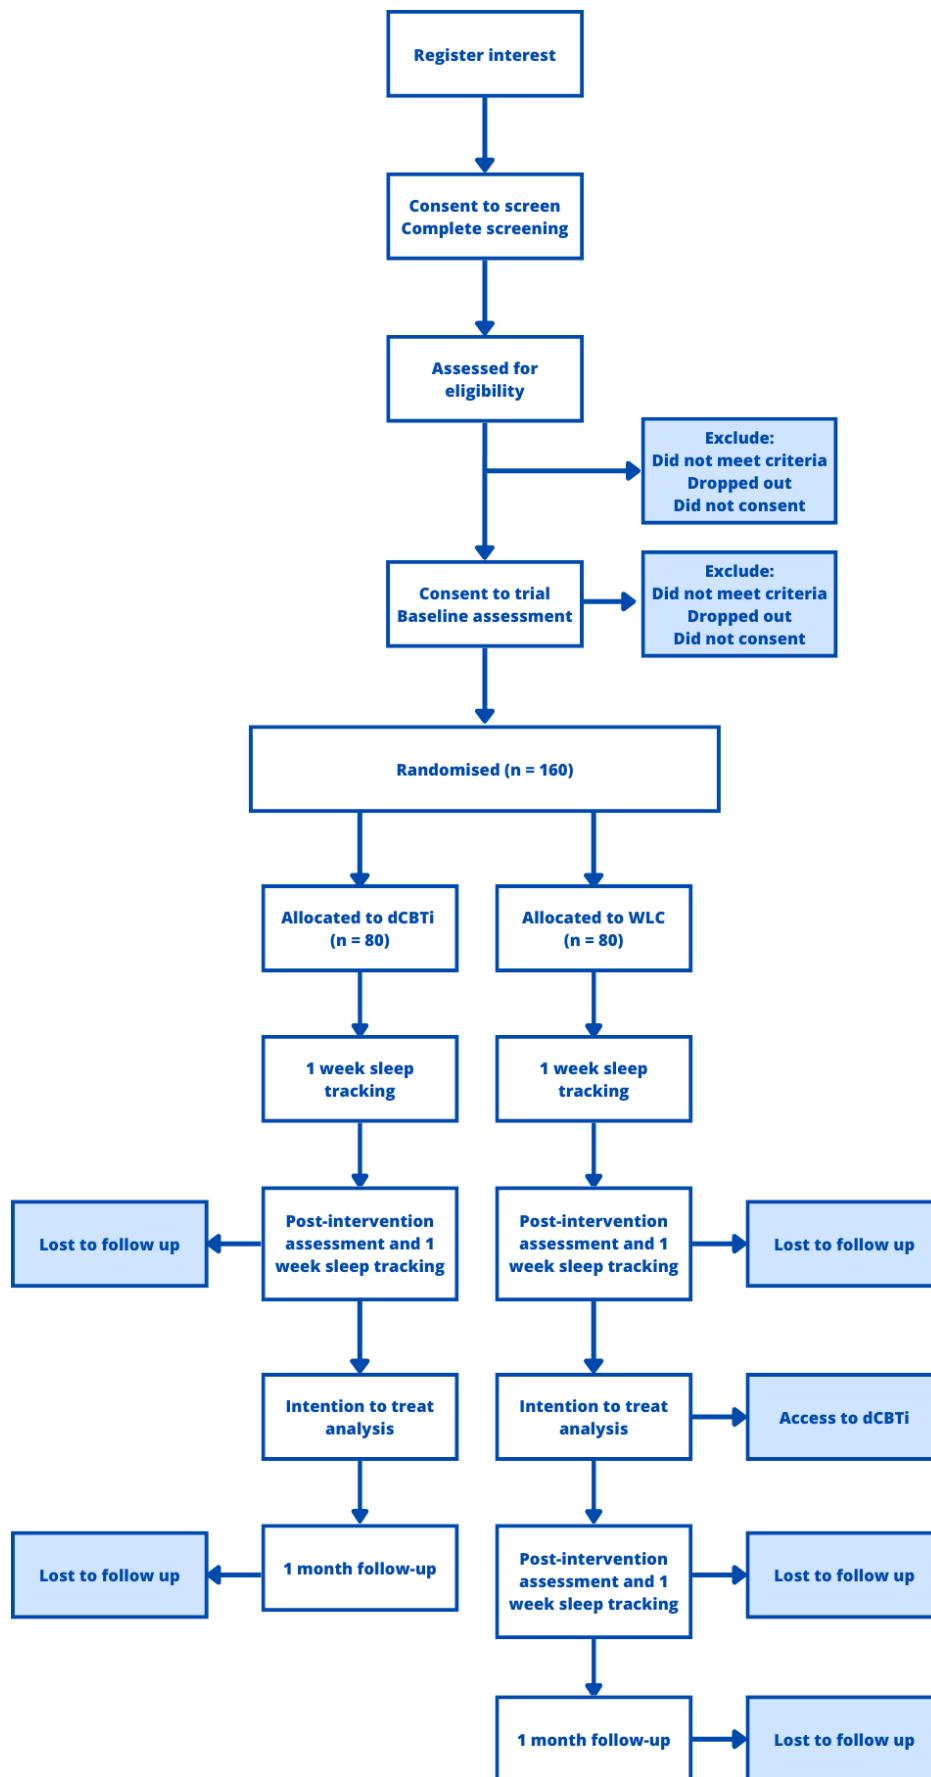 Register interest
Consent to screen
Complete screening
Assessed for
eligibility
Exclude:
Did not meet criteria
Dropped out
Did not consent
Consent to trial
Baseline assessment
Exclude:
Did not meet criteria
Dropped out
Did not consent
Randomised (n = 160)
Allocated to dCBTi
(n = 80)
Allocated to WLC
(n = 80)
1 week sleep
tracking
1 week sleep
tracking
Lost to follow up
Post-intervention
assessment and 1
week sleep tracking
Post-intervention
assessment and 1
week sleep tracking
Lost to follow up
Intention to treat
analysis
Intention to treat
analysis
Access to dCBTi
Lost to follow up
1 month follow-up
Post-intervention
assessment and 1
week sleep tracking
Lost to follow up
1 month follow-up
Lost to follow up